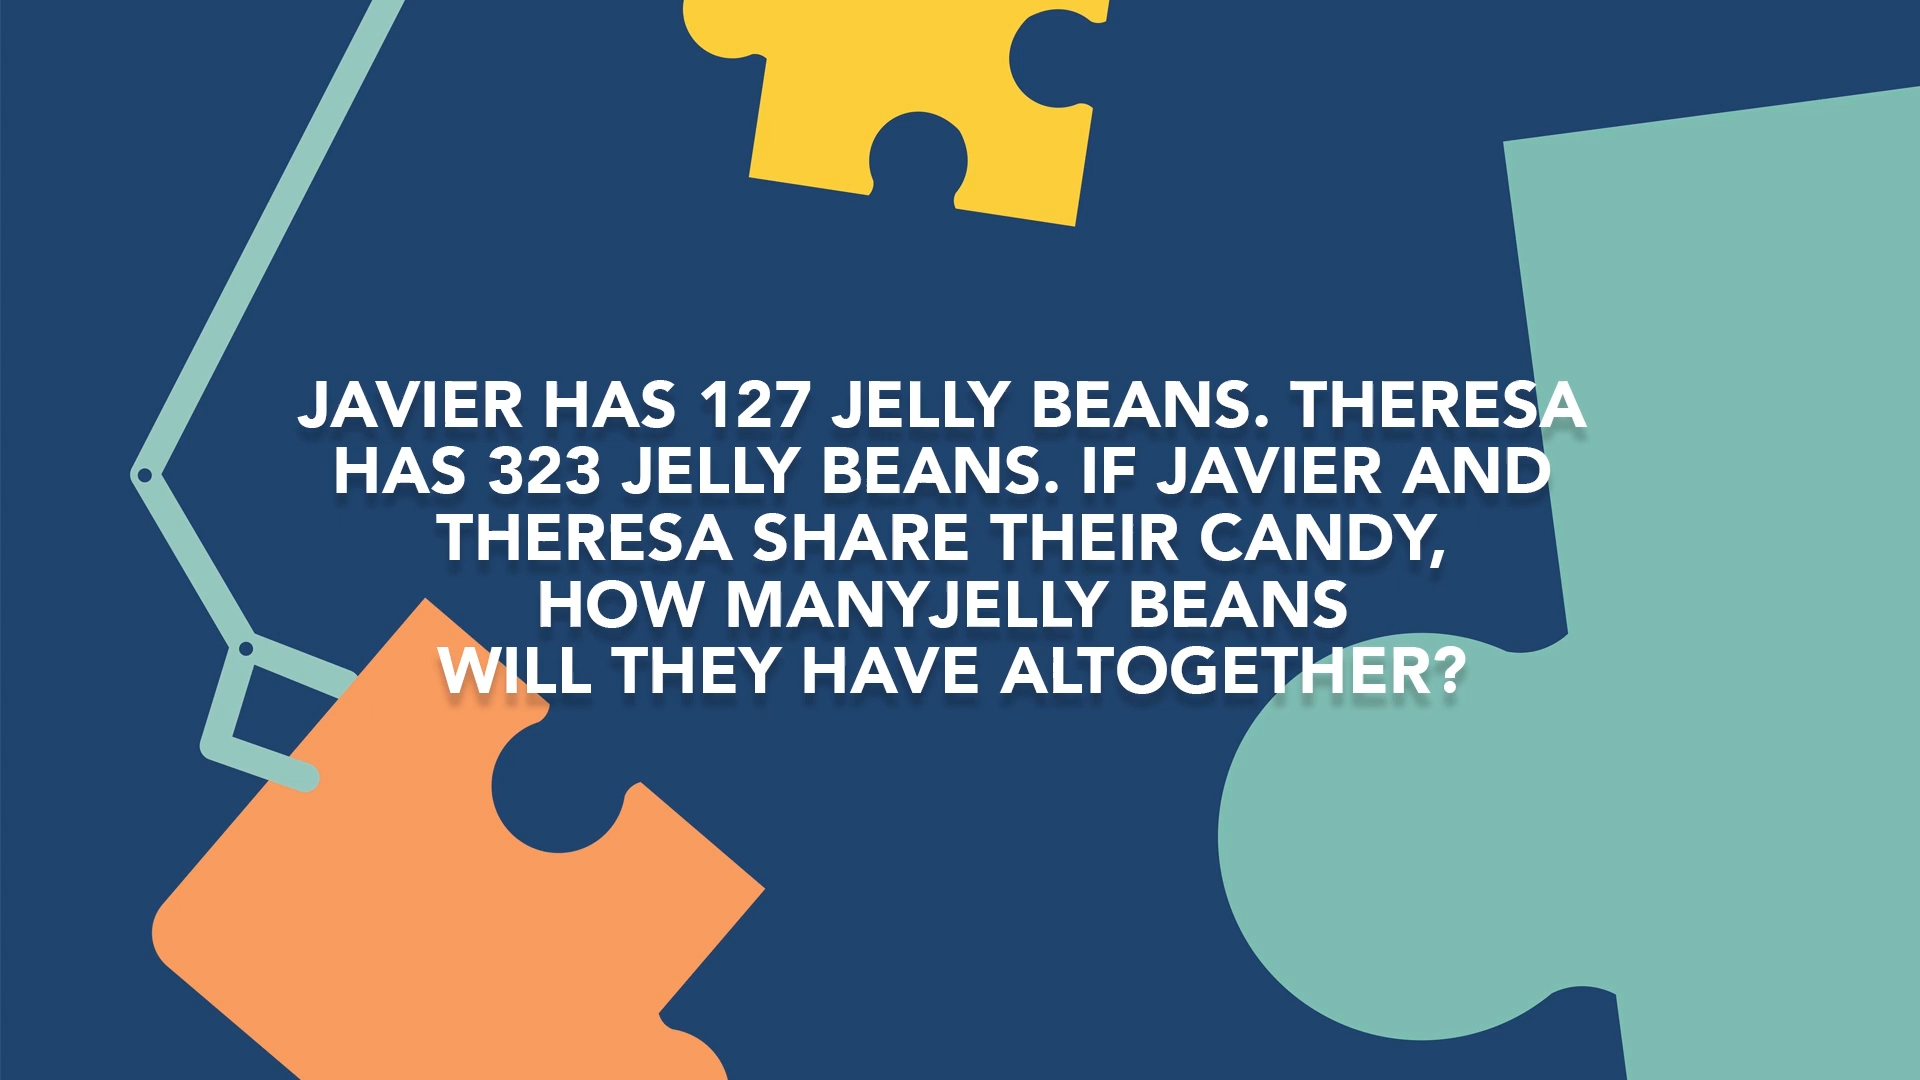 JAVIER HAS 127 JELLY BEANS. THERESA
HAS 323 JELLY BEANS. IF JAVIER AND
THERESA SHARE THEIR CANDY,
HOW MANYJELLY BEANS
WILL THEY HAVE ALTOGETHER?